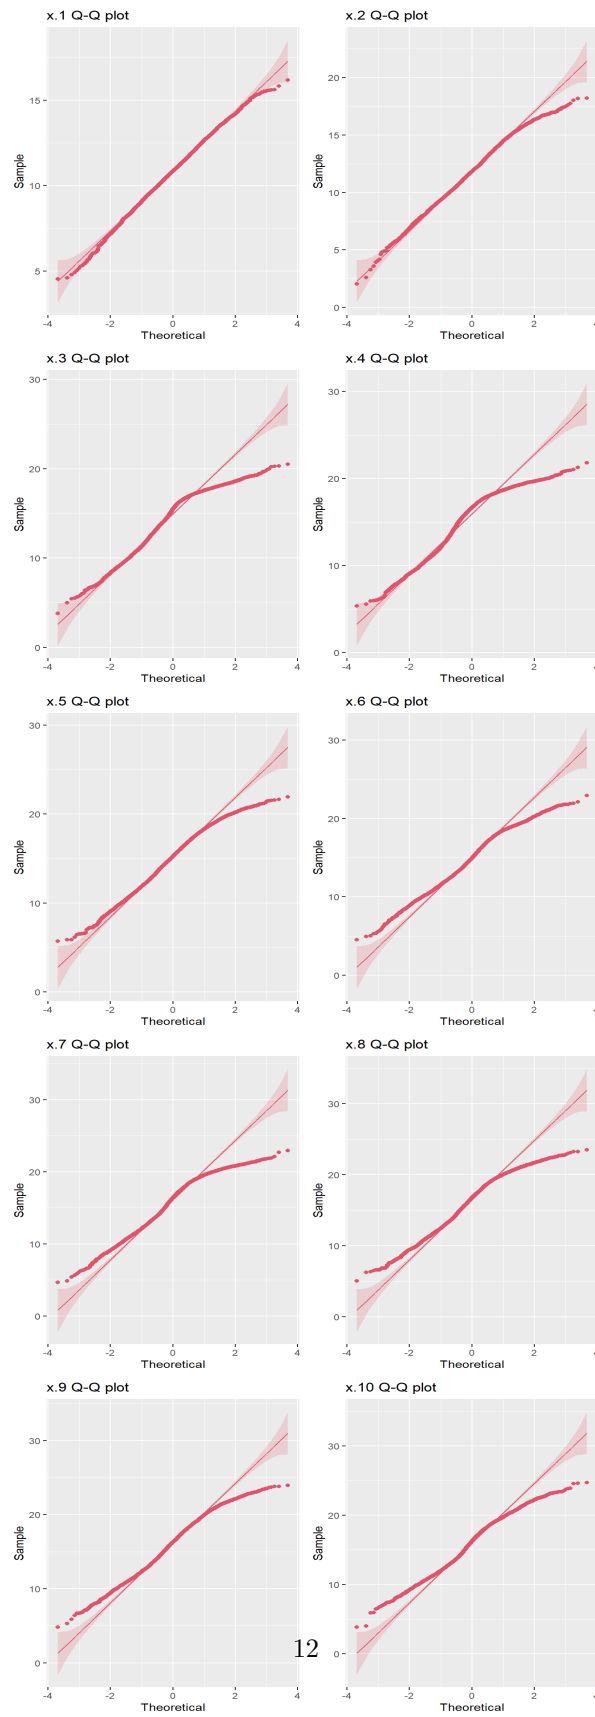 x.1 Q-Q plot
15
10
5
Sample
-4 -2 0 2 4
Theoretical
x.2 Q-Q plot
20
15
10
5
0
Sample
-4 -2 0 2 4
Theoretical
x.3 Q-Q plot
30
20
10
0
Sample
-4 -2 0 2 4
Theoretical
x.4 Q-Q plot
30
20
10
0
Sample
-4 -2 0 2 4
Theoretical
x.5 Q-Q plot
30
20
10
0
Sample
-4 -2 0 2 4
Theoretical
x.6 Q-Q plot
30
20
10
0
Sample
-4 -2 0 2 4
Theoretical
x.7 Q-Q plot
30
20
10
0
Sample
-4 -2 0 2 4
Theoretical
x.8 Q-Q plot
30
20
10
0
Sample
-4 -2 0 2 4
Theoretical
x.9 Q-Q plot
30
20
10
0
Sample
-4 -2 0 2 4
Theoretical
x.10 Q-Q plot
30
20
10
0
Sample
-4 -2 0 2 4
Theoretical
12